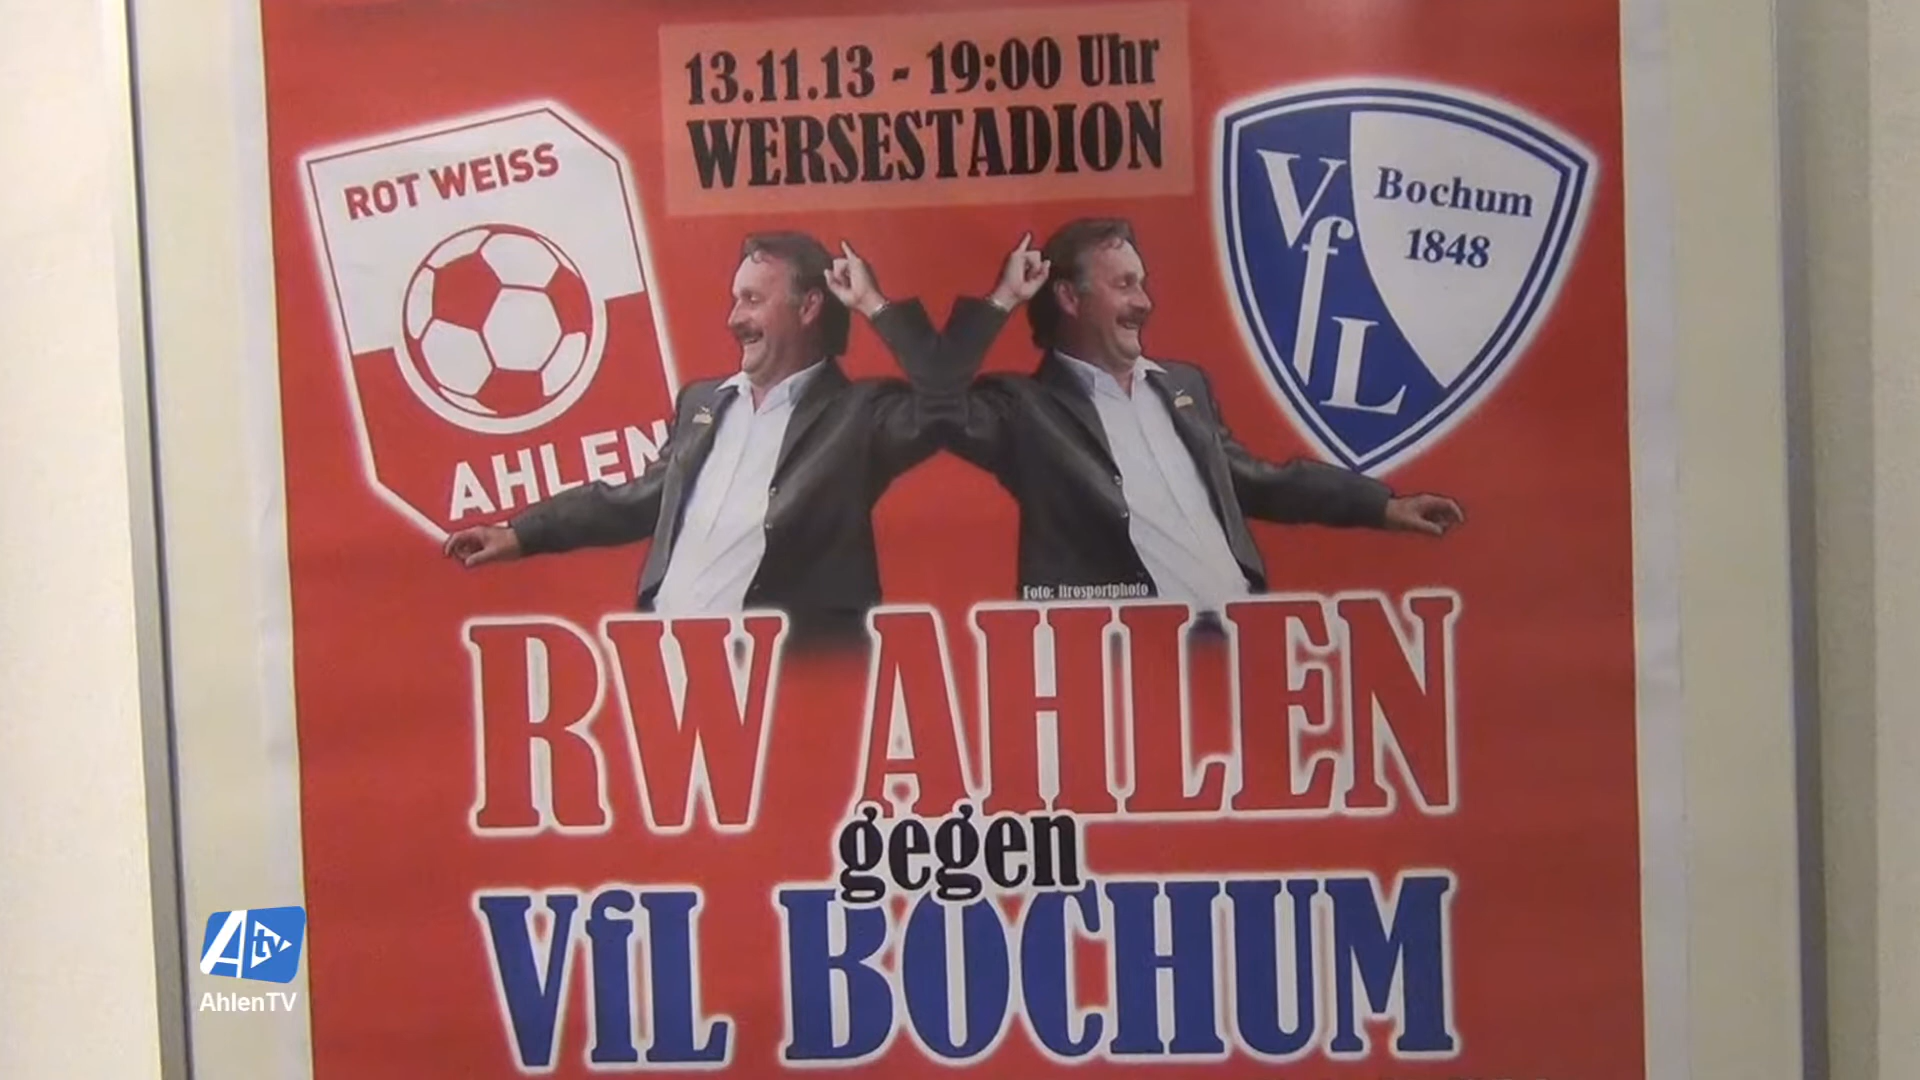 13.11.13 - 19:00 Uhr
WERSESTADION
ROT WEISS
AHLEN
VfL
Bochum
1848
Foto: firosportphoto
RW AHLEN
gegen
VfL BOCHUM
Atv
AhlenTV